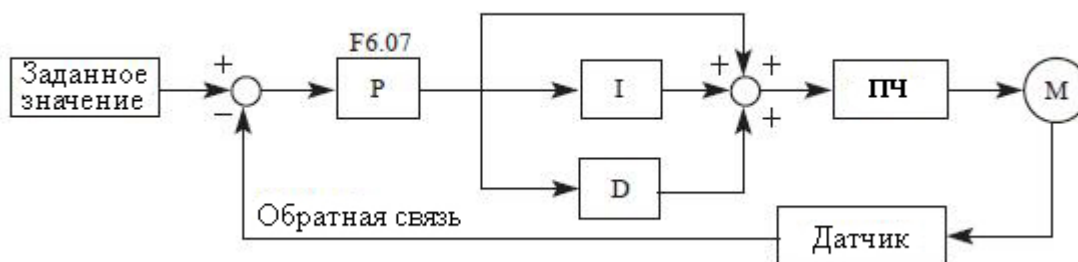 F6.07
Заданное
значение
+
−
P
I
D
+
+
+
ПЧ
M
Обратная связь
Датчик